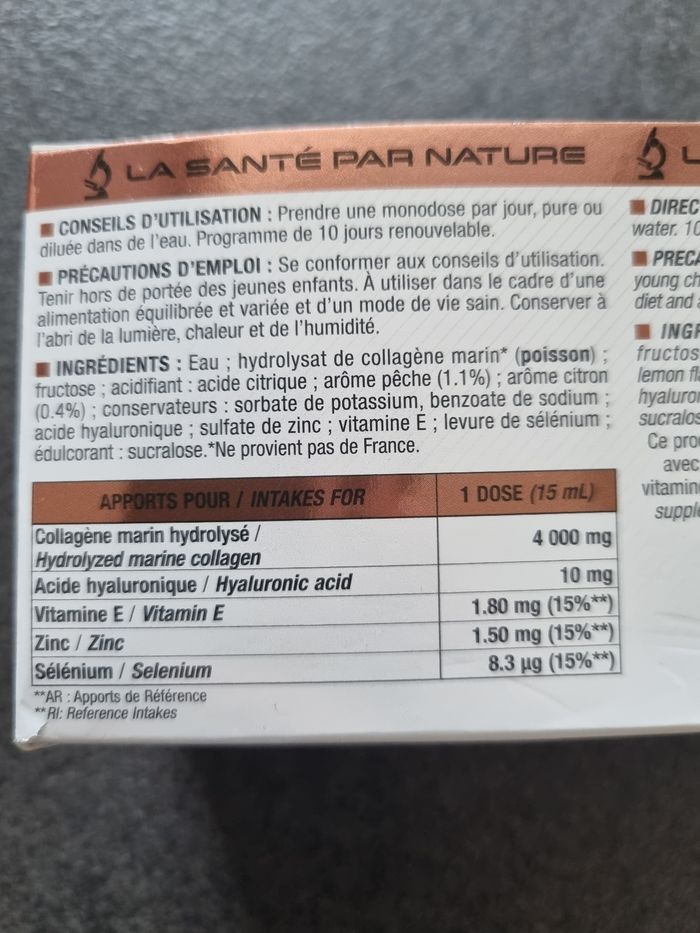 LA SANTÉ PAR NATURE
CONSEILS D'UTILISATION : Prendre une monodose par jour, pure ou
diluée dans de l'eau. Programme de 10 jours renouvelable.
PRÉCAUTIONS D'EMPLOI : Se conformer aux conseils d'utilisation.
Tenir hors de portée des jeunes enfants. À utiliser dans le cadre d'une
alimentation équilibrée et variée et d'un mode de vie sain. Conserver à
l'abri de la lumière, chaleur et de l'humidité.
INGRÉDIENTS : Eau ; hydrolysat de collagène marin* (poisson) ;
fructose ; acidifiant : acide citrique ; arôme pêche (1.1%) ; arôme citron
(0.4%) ; conservateurs : sorbate de potassium, benzoate de sodium ;
acide hyaluronique ; sulfate de zinc ; vitamine E ; levure de sélénium ;
édulcorant : sucralose.*Ne provient pas de France.
APPORTS POUR / INTAKES FOR 1 DOSE (15 mL)
Collagène marin hydrolysé /
Hydrolyzed marine collagen 4 000 mg
Acide hyaluronique / Hyaluronic acid 10 mg
Vitamine E / Vitamin E 1.80 mg (15%**)
Zinc / Zinc 1.50 mg (15%**)
Sélénium / Selenium 8.3 µg (15%**)
**AR : Apports de Référence
**RI: Reference Intakes
L
DIREC
water. 10
PRECA
young ch
diet and
INGR
fructos
lemon fl
hyaluron
sucralos
Ce pro
avec
vitamin
supple